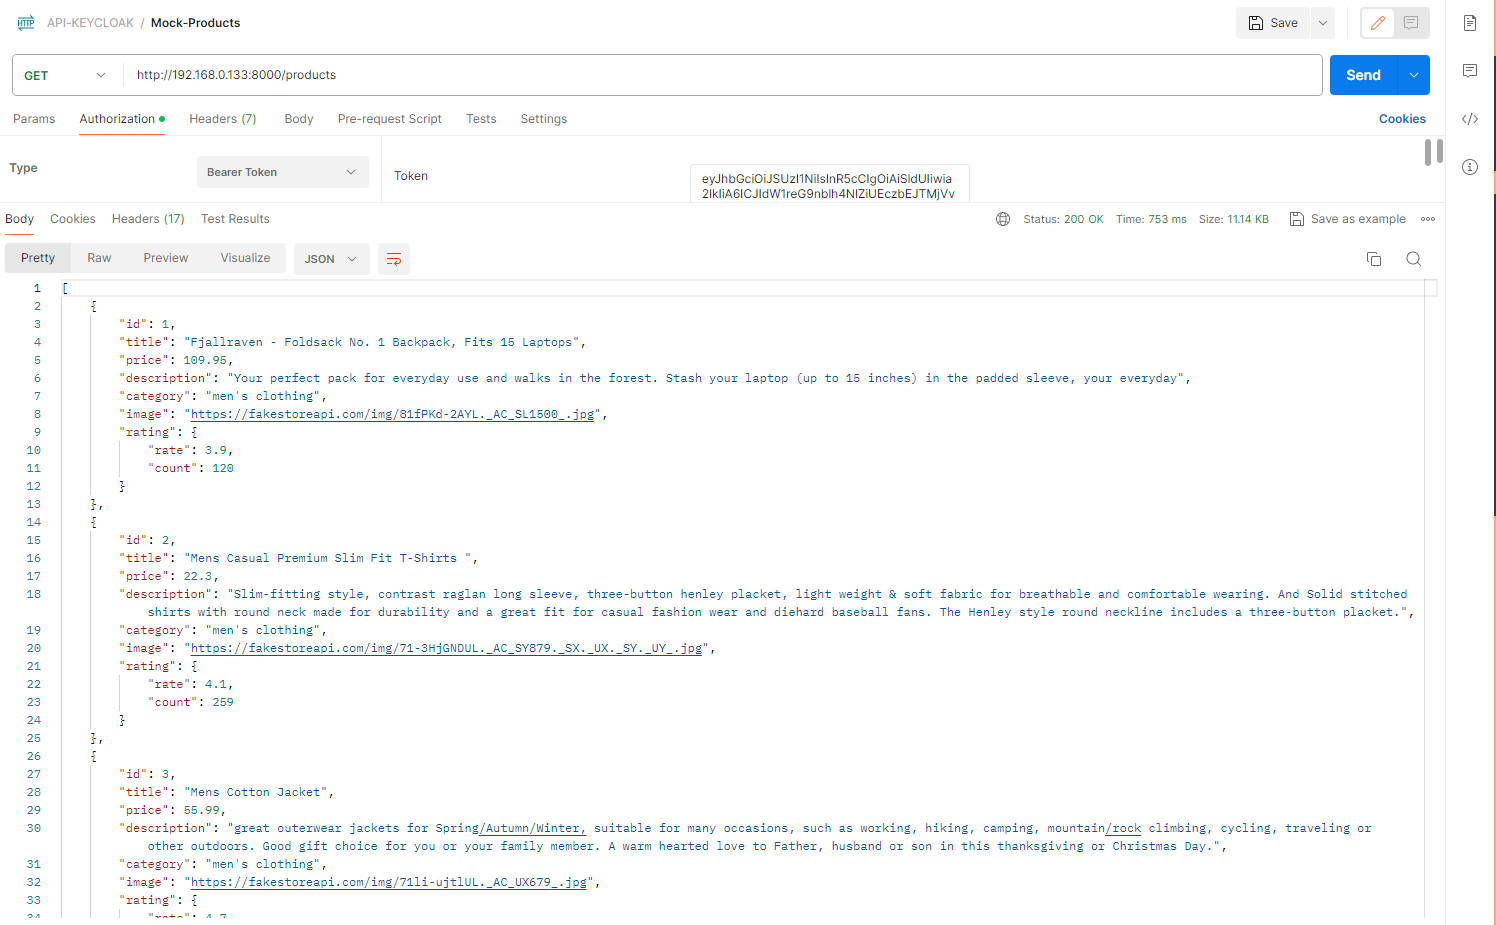 HTTP API-KEYCLOAK / Mock-Products Save
GET http://192.168.0.133:8000/products Send
Params Authorization Headers (7) Body Pre-request Script Tests Settings Cookies
Type Bearer Token Token
eyJhbGciOiJSUzI1NiIsInR5cCIgOiAiSldUIiwia
2lkIiA6ICJIdW1reG9nblh4NlZiUEczbEJTMjVv
Body Cookies Headers (17) Test Results Status: 200 OK Time: 753 ms Size: 11.14 KB Save as example
Pretty Raw Preview Visualize JSON
1 [
2 {
3 "id": 1,
4 "title": "Fjallraven - Foldsack No. 1 Backpack, Fits 15 Laptops",
5 "price": 109.95,
6 "description": "Your perfect pack for everyday use and walks in the forest. Stash your laptop (up to 15 inches) in the padded sleeve, your everyday",
7 "category": "men's clothing",
8 "image": "https://fakestoreapi.com/img/81fPKd-2AYL._AC_SL1500_.jpg",
9 "rating": {
10 "rate": 3.9,
11 "count": 120
12 }
13 },
14 {
15 "id": 2,
16 "title": "Mens Casual Premium Slim Fit T-Shirts ",
17 "price": 22.3,
18 "description": "Slim-fitting style, contrast raglan long sleeve, three-button henley placket, light weight & soft fabric for breathable and comfortable wearing. And Solid stitched
shirts with round neck made for durability and a great fit for casual fashion wear and diehard baseball fans. The Henley style round neckline includes a three-button placket.",
19 "category": "men's clothing",
20 "image": "https://fakestoreapi.com/img/71-3HjGNDUL._AC_SY879._SX._UX._SY._UY_.jpg",
21 "rating": {
22 "rate": 4.1,
23 "count": 259
24 }
25 },
26 {
27 "id": 3,
28 "title": "Mens Cotton Jacket",
29 "price": 55.99,
30 "description": "great outerwear jackets for Spring/Autumn/Winter, suitable for many occasions, such as working, hiking, camping, mountain/rock climbing, cycling, traveling or
other outdoors. Good gift choice for you or your family member. A warm hearted love to Father, husband or son in this thanksgiving or Christmas Day.",
31 "category": "men's clothing",
32 "image": "https://fakestoreapi.com/img/71li-ujtlUL._AC_UX679_.jpg",
33 "rating": {
34 "rate": 4.7